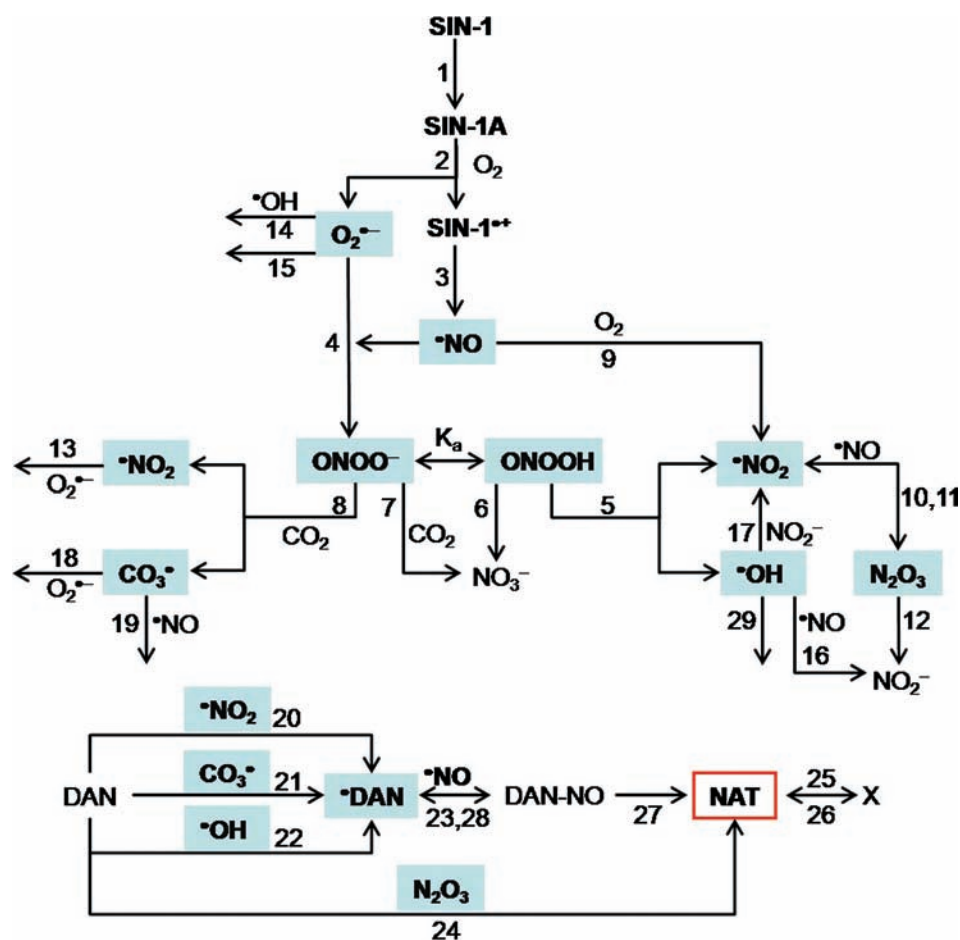 SIN-1
1
SIN-1A
2 O₂
•OH
14 O₂•− SIN-1•+
15
3
4 •NO O₂
9
13 •NO₂ ONOO− Kₐ ONOOH •NO₂ •NO
O₂•− 8 7 6 5 10,11
CO₂ CO₂ 17 NO₂−
18 CO₃• NO₃− •OH N₂O₃
O₂•−
19 •NO 29 •NO 12
16 NO₂−
•NO₂ 20
CO₃• •NO
DAN 21 •DAN DAN-NO NAT 25 X
23,28 27 26
•OH 22
N₂O₃
24